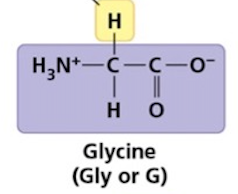 H
H₃N⁺—C—C—O⁻
H O
Glycine
(Gly or G)